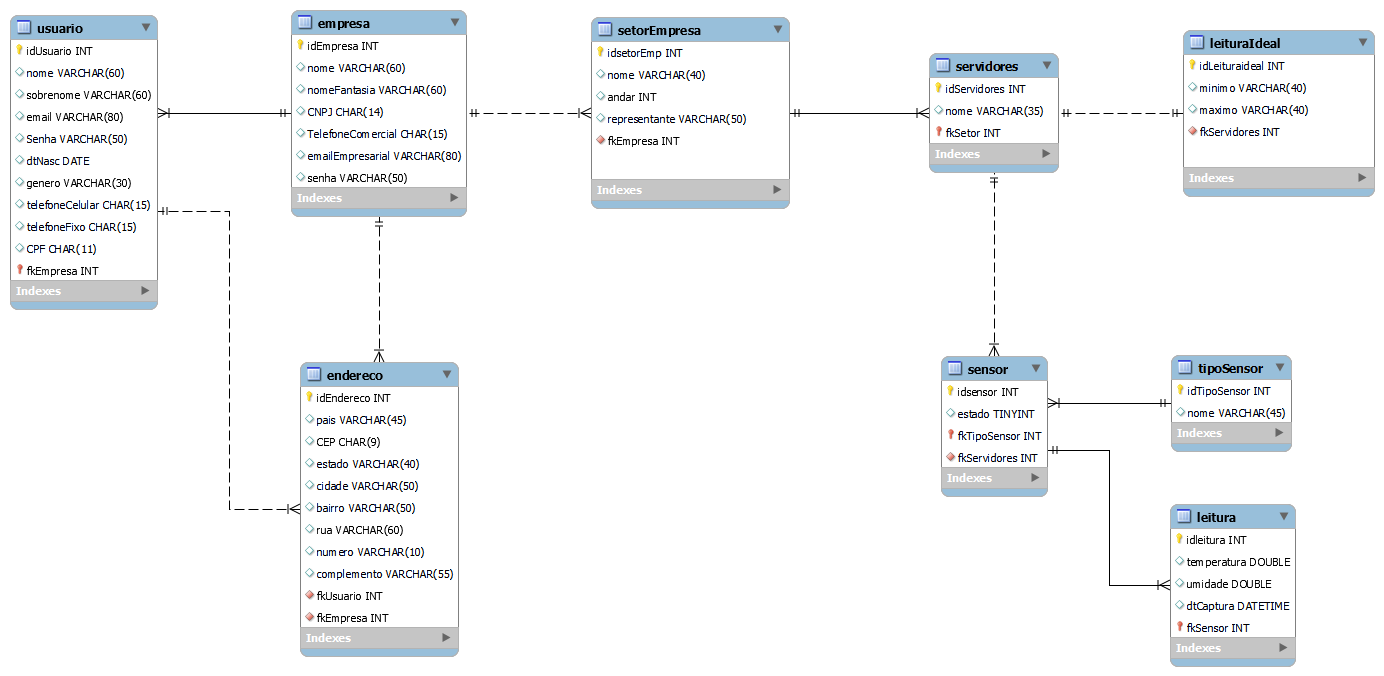 usuario
idUsuario INT
nome VARCHAR(60)
sobrenome VARCHAR(60)
email VARCHAR(80)
Senha VARCHAR(50)
dtNasc DATE
genero VARCHAR(30)
telefoneCelular CHAR(15)
telefoneFixo CHAR(15)
CPF CHAR(11)
fkEmpresa INT
Indexes
empresa
idEmpresa INT
nome VARCHAR(60)
nomeFantasia VARCHAR(60)
CNPJ CHAR(14)
TelefoneComercial CHAR(15)
emailEmpresarial VARCHAR(80)
senha VARCHAR(50)
Indexes
setorEmpresa
idsetorEmp INT
nome VARCHAR(40)
andar INT
representante VARCHAR(50)
fkEmpresa INT
Indexes
servidores
idServidores INT
nome VARCHAR(35)
fkSetor INT
Indexes
leituraIdeal
idLeituraideal INT
minimo VARCHAR(40)
maximo VARCHAR(40)
fkServidores INT
Indexes
endereco
idEndereco INT
pais VARCHAR(45)
CEP CHAR(9)
estado VARCHAR(40)
cidade VARCHAR(50)
bairro VARCHAR(50)
rua VARCHAR(60)
numero VARCHAR(10)
complemento VARCHAR(55)
fkUsuario INT
fkEmpresa INT
Indexes
sensor
idsensor INT
estado TINYINT
fkTipoSensor INT
fkServidores INT
Indexes
tipoSensor
idTipoSensor INT
nome VARCHAR(45)
Indexes
leitura
idleitura INT
temperatura DOUBLE
umidade DOUBLE
dtCaptura DATETIME
fkSensor INT
Indexes